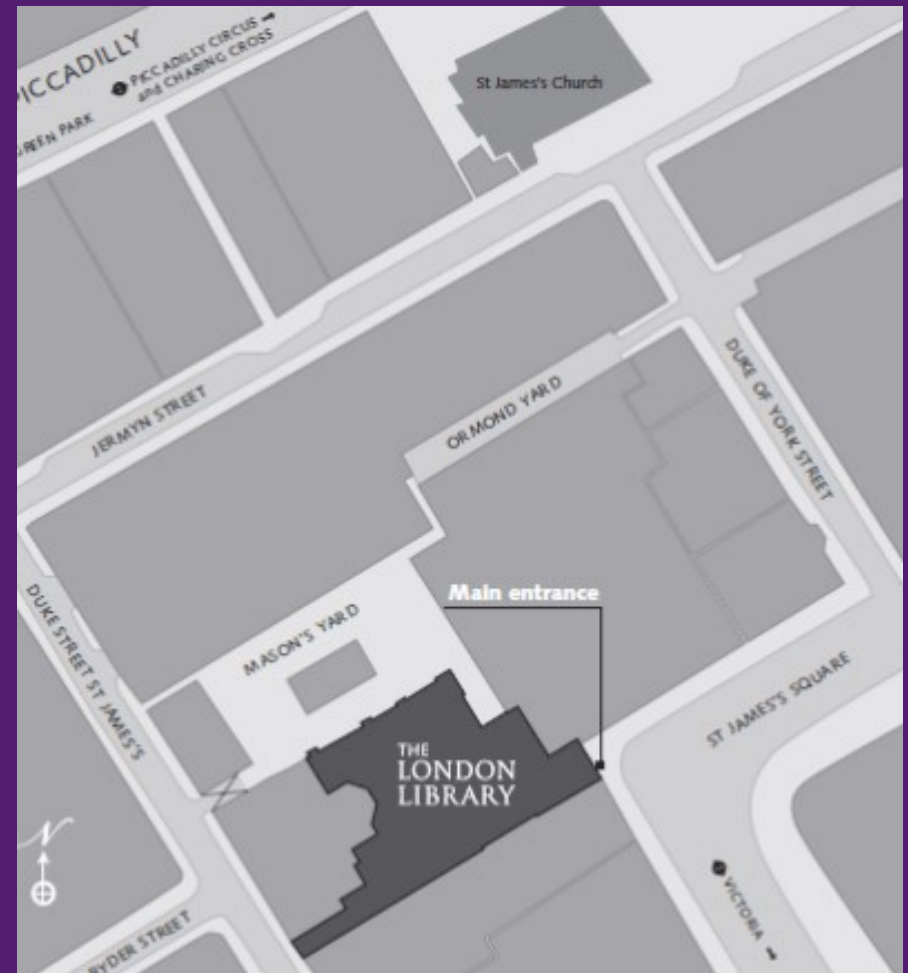 PICCADILLY
PICCADILLY CIRCUS
and CHARING CROSS
GREEN PARK
St James's Church
JERMYN STREET
ORMOND YARD
DUKE OF YORK STREET
Main entrance
DUKE STREET ST JAMES'S
MASON'S YARD
ST JAMES'S SQUARE
THE
LONDON
LIBRARY
N
VICTORIA
RYDER STREET